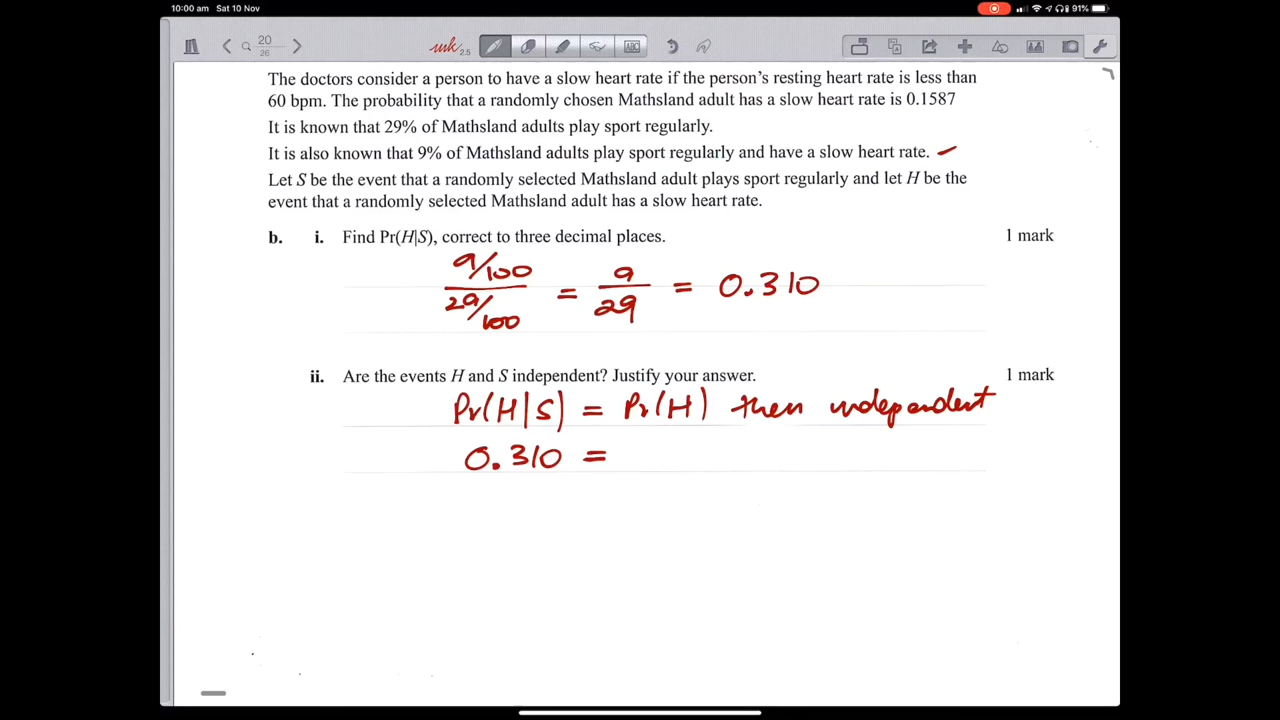 10:00 am Sat 10 Nov 91%
20
26
uuk 2.5 ABC
The doctors consider a person to have a slow heart rate if the person's resting heart rate is less than
60 bpm. The probability that a randomly chosen Mathsland adult has a slow heart rate is 0.1587
It is known that 29% of Mathsland adults play sport regularly.
It is also known that 9% of Mathsland adults play sport regularly and have a slow heart rate.
Let S be the event that a randomly selected Mathsland adult plays sport regularly and let H be the
event that a randomly selected Mathsland adult has a slow heart rate.
b. i. Find Pr(H|S), correct to three decimal places. 1 mark
9/100 / 29/100 = 9/29 = 0.310
ii. Are the events H and S independent? Justify your answer. 1 mark
Pr(H|S) = Pr(H) then independent
0.310 =